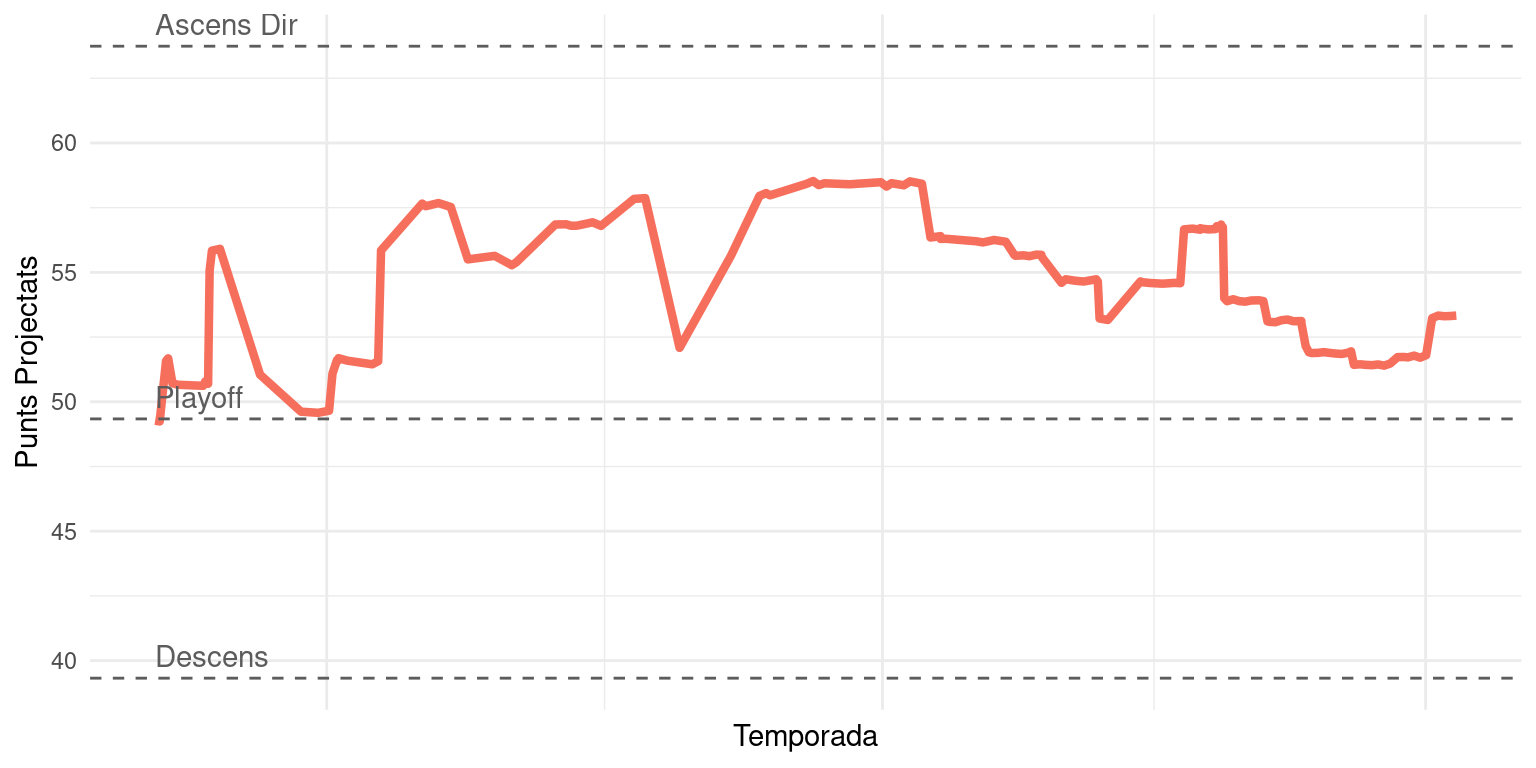 Ascens Dir
60
55
Playoff
50
45
Descens
40
Punts Projectats
Temporada